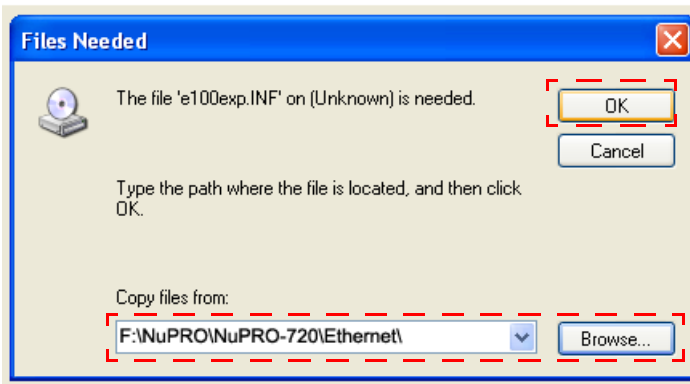 Files Needed
The file 'e100exp.INF' on (Unknown) is needed.
OK
Cancel
Type the path where the file is located, and then click
OK.
Copy files from:
F:\NuPRO\NuPRO-720\Ethernet\
Browse...